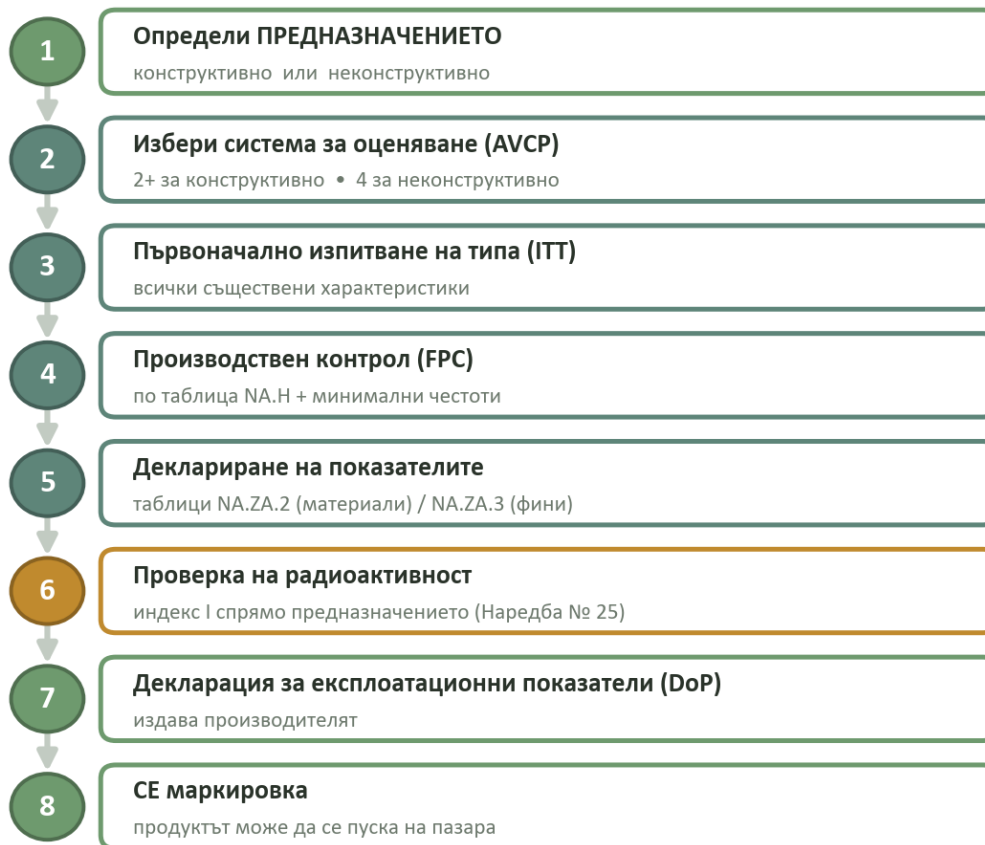 1
Определи ПРЕДНАЗНАЧЕНИЕТО
конструктивно или неконструктивно
2
Избери система за оценяване (AVCP)
2+ за конструктивно • 4 за неконструктивно
3
Първоначално изпитване на типа (ITT)
всички съществени характеристики
4
Производствен контрол (FPC)
по таблица NA.H + минимални честоти
5
Деклариране на показателите
таблици NA.ZA.2 (материали) / NA.ZA.3 (фини)
6
Проверка на радиоактивност
индекс I спрямо предназначението (Наредба № 25)
7
Декларация за експлоатационни показатели (DoP)
издава производителят
8
CE маркировка
продуктът може да се пуска на пазара